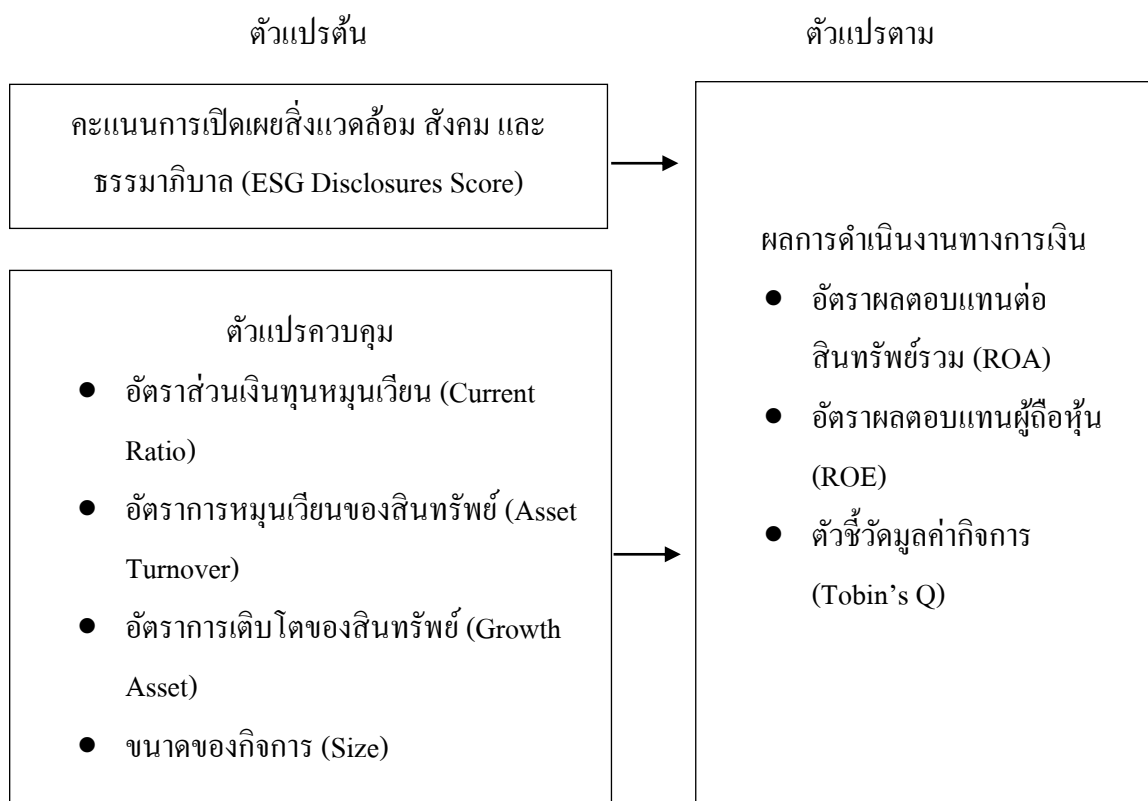 ตัวแปรต้น
ตัวแปรตาม
คะแนนการเปิดเผยสิ่งแวดล้อม สังคม และ
ธรรมาภิบาล (ESG Disclosures Score)
ตัวแปรควบคุม
● อัตราส่วนเงินทุนหมุนเวียน (Current
Ratio)
● อัตราการหมุนเวียนของสินทรัพย์ (Asset
Turnover)
● อัตราการเติบโตของสินทรัพย์ (Growth
Asset)
● ขนาดของกิจการ (Size)
ผลการดำเนินงานทางการเงิน
● อัตราผลตอบแทนต่อ
สินทรัพย์รวม (ROA)
● อัตราผลตอบแทนผู้ถือหุ้น
(ROE)
● ตัวชี้วัดมูลค่ากิจการ
(Tobin’s Q)